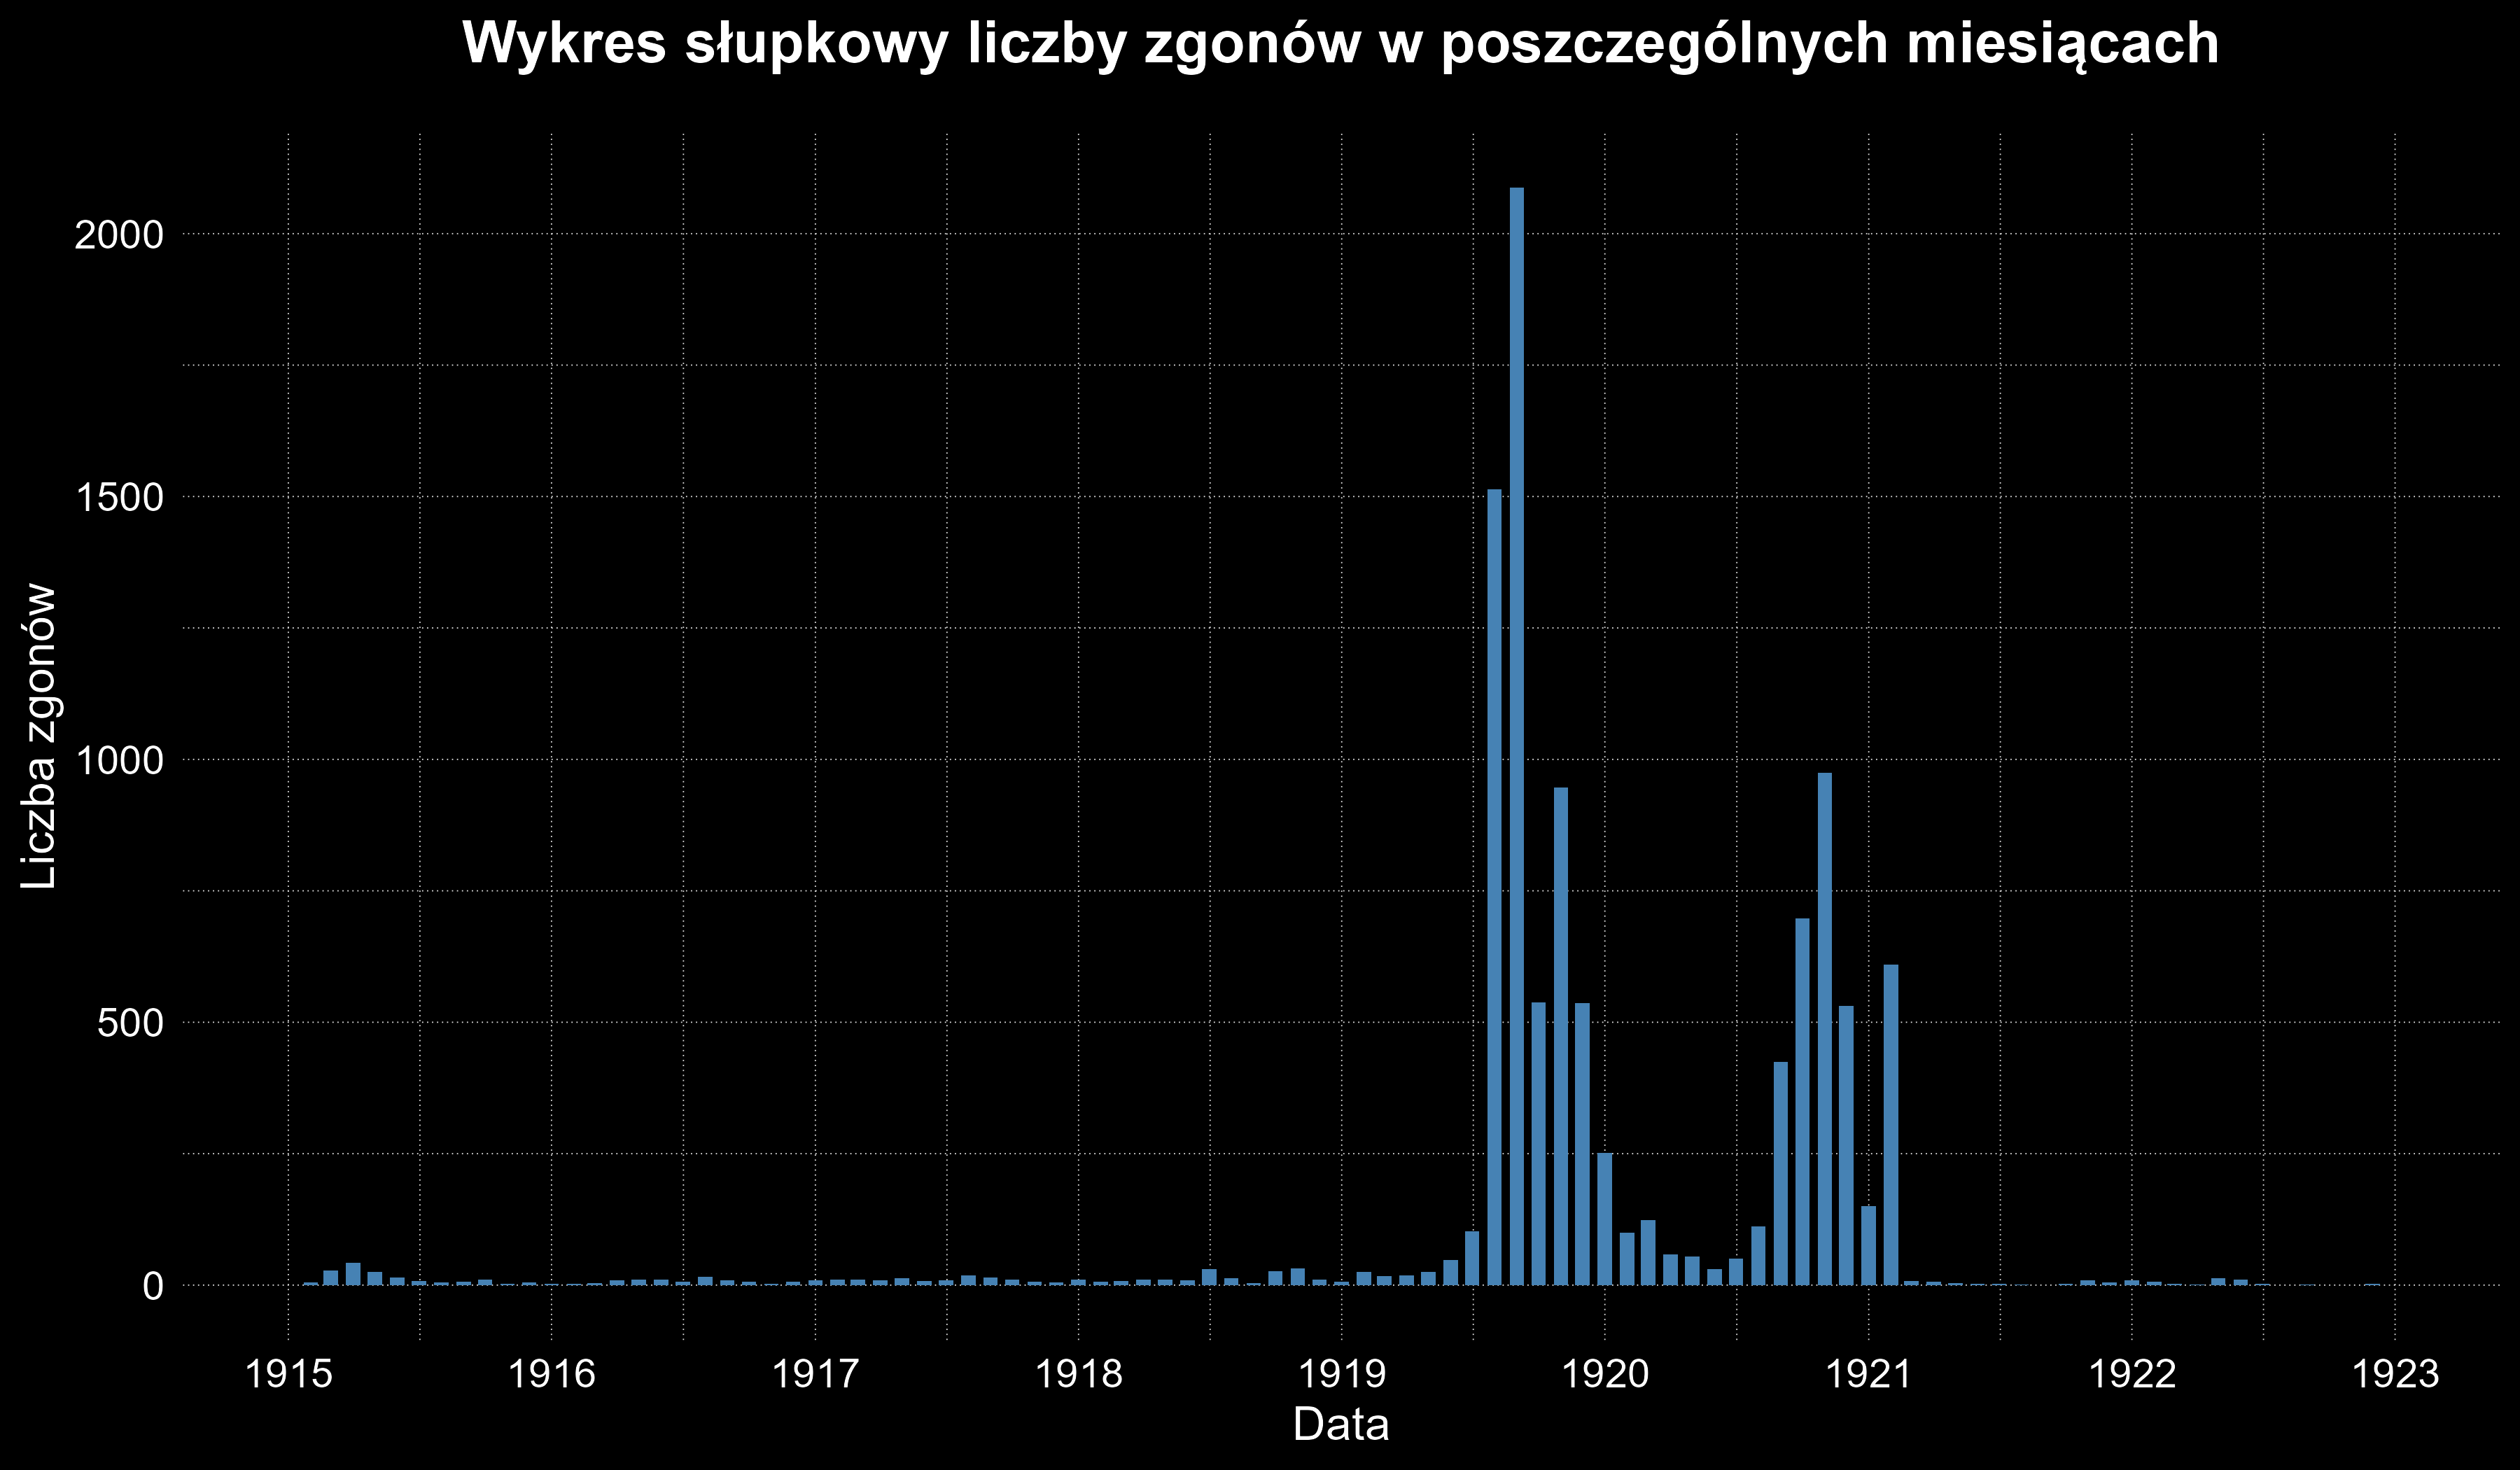 Wykres słupkowy liczby zgonów w poszczególnych miesiącach
Liczba zgonów
2000
1500
1000
500
0
1915 1916 1917 1918 1919 1920 1921 1922 1923
Data